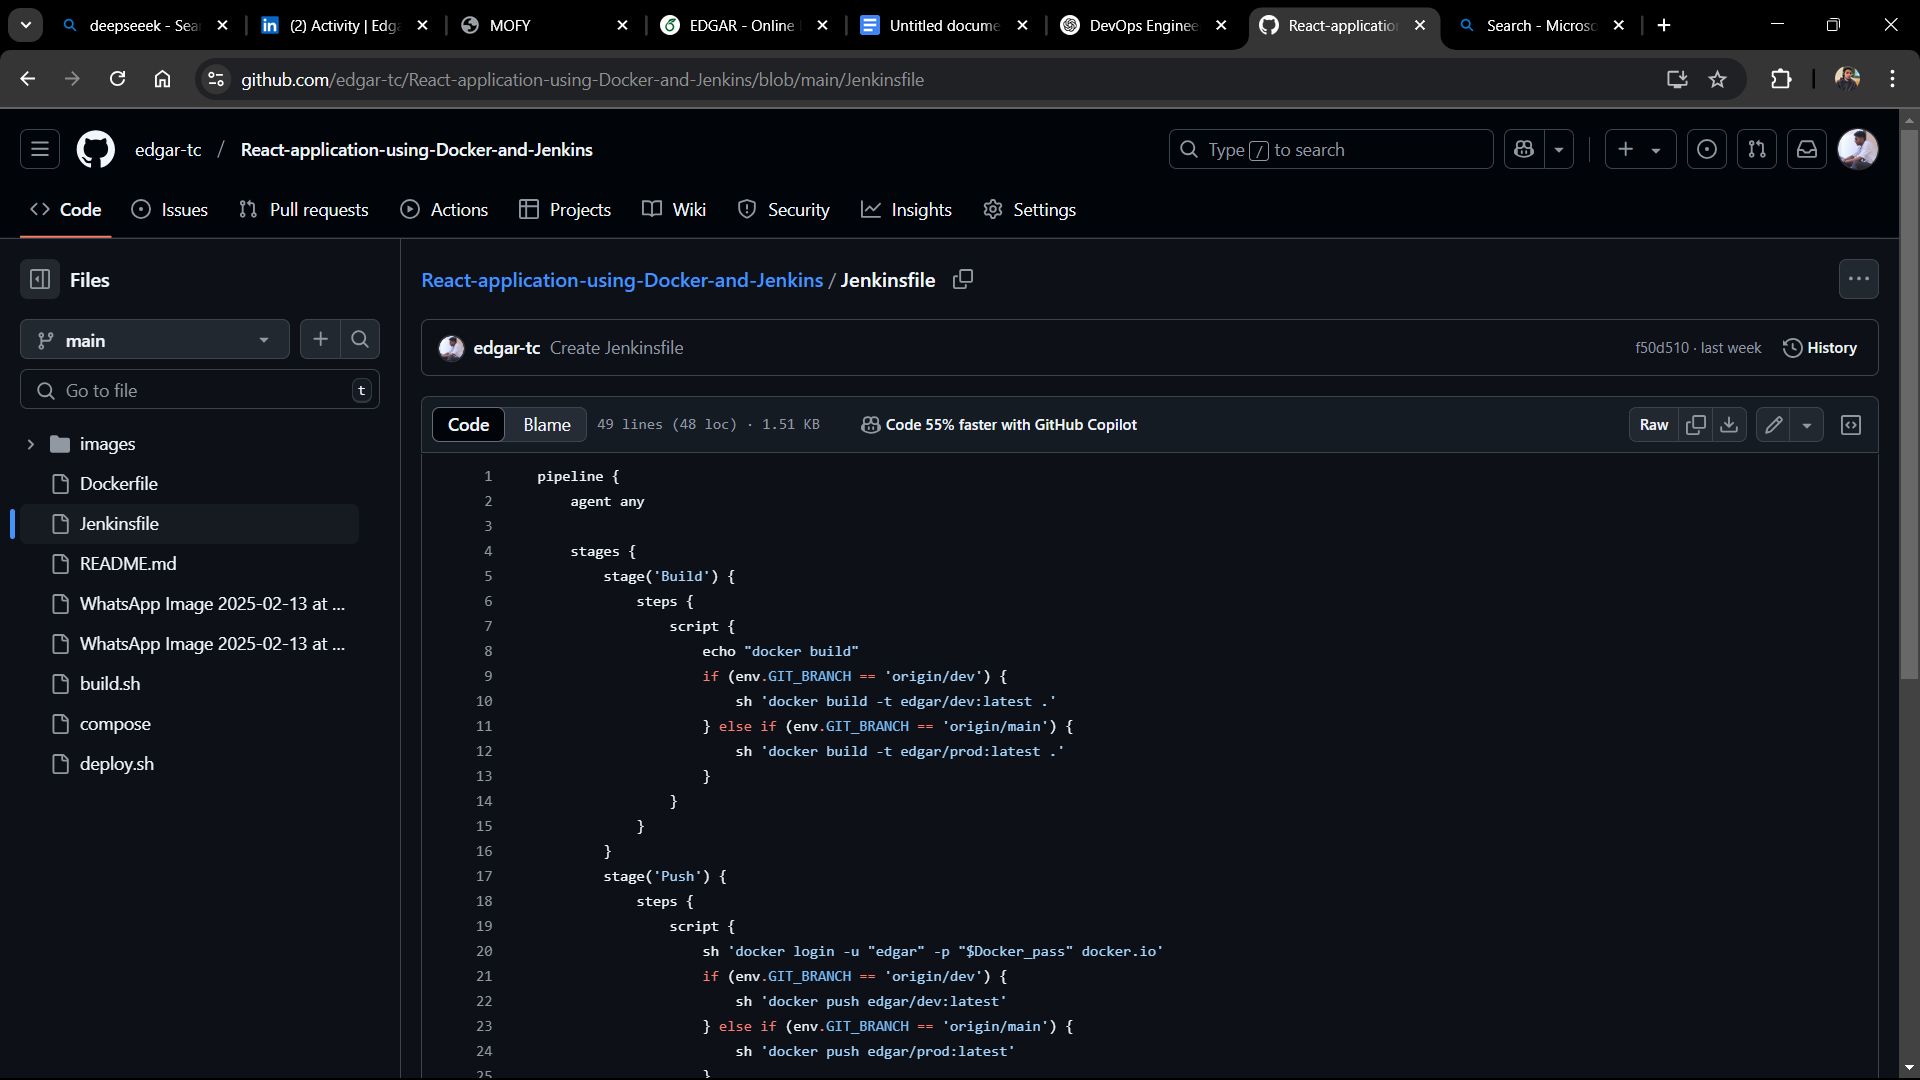 deepseeek - Sea
(2) Activity | Edga
MOFY
EDGAR - Online
Untitled docume
DevOps Enginee
React-application
Search - Microso
github.com/edgar-tc/React-application-using-Docker-and-Jenkins/blob/main/Jenkinsfile
edgar-tc / React-application-using-Docker-and-Jenkins
Type / to search
Code
Issues
Pull requests
Actions
Projects
Wiki
Security
Insights
Settings
Files
main
Go to file
t
images
Dockerfile
Jenkinsfile
README.md
WhatsApp Image 2025-02-13 at ...
WhatsApp Image 2025-02-13 at ...
build.sh
compose
deploy.sh
React-application-using-Docker-and-Jenkins / Jenkinsfile
edgar-tc Create Jenkinsfile
f50d510 · last week
History
Code
Blame
49 lines (48 loc) · 1.51 KB
Code 55% faster with GitHub Copilot
Raw
1 pipeline {
2 agent any
3
4 stages {
5 stage('Build') {
6 steps {
7 script {
8 echo "docker build"
9 if (env.GIT_BRANCH == 'origin/dev') {
10 sh 'docker build -t edgar/dev:latest .'
11 } else if (env.GIT_BRANCH == 'origin/main') {
12 sh 'docker build -t edgar/prod:latest .'
13 }
14 }
15 }
16 }
17 stage('Push') {
18 steps {
19 script {
20 sh 'docker login -u "edgar" -p "$Docker_pass" docker.io'
21 if (env.GIT_BRANCH == 'origin/dev') {
22 sh 'docker push edgar/dev:latest'
23 } else if (env.GIT_BRANCH == 'origin/main') {
24 sh 'docker push edgar/prod:latest'
25 }